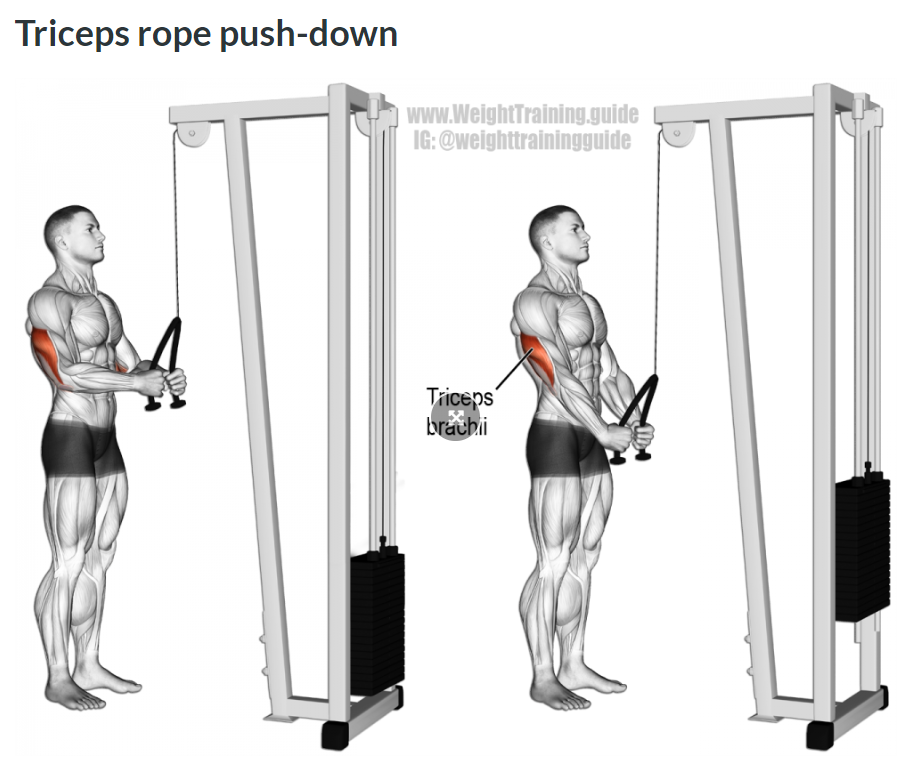 Triceps rope push-down
www.WeightTraining.guide
IG: @weighttrainingguide
Triceps
brachii